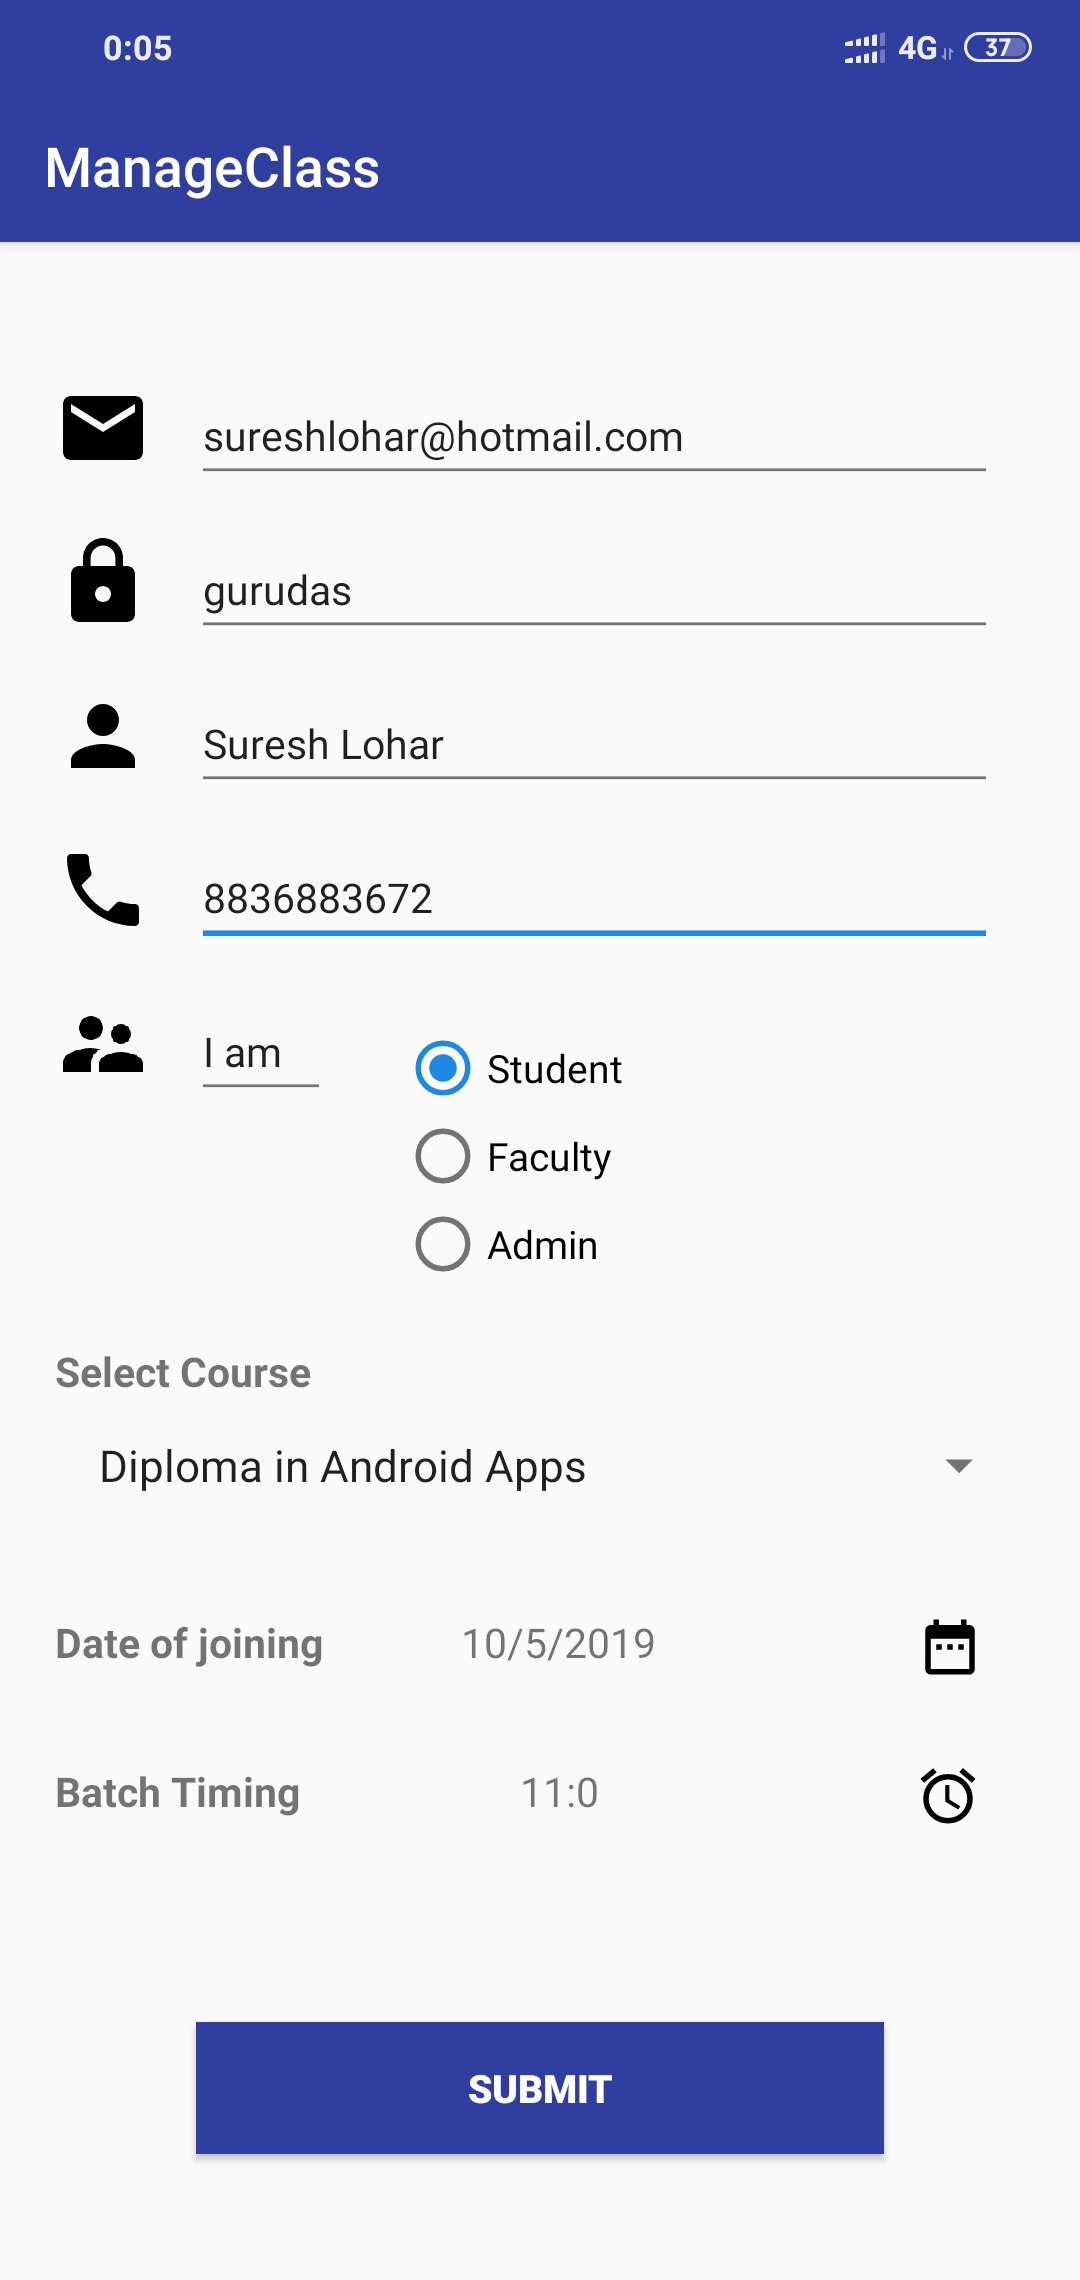 0:05 4G 37
ManageClass
sureshlohar@hotmail.com
gurudas
Suresh Lohar
8836883672
I am Student
Faculty
Admin
Select Course
Diploma in Android Apps
Date of joining 10/5/2019
Batch Timing 11:0
SUBMIT